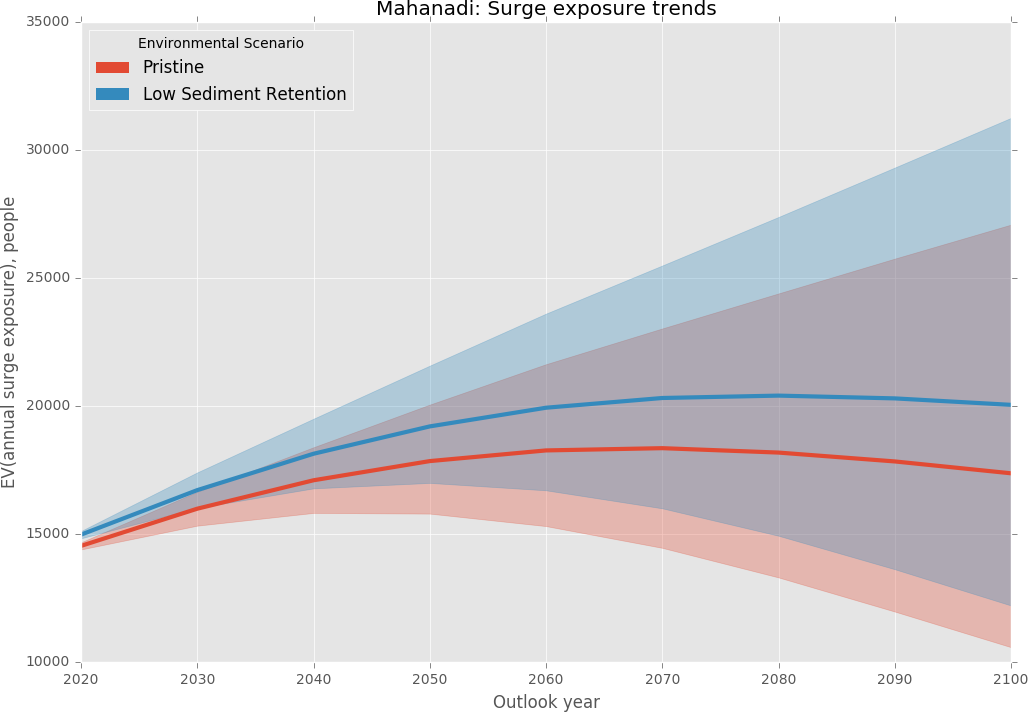 Mahanadi: Surge exposure trends
35000
30000
25000
20000
15000
10000
EV(annual surge exposure), people
Environmental Scenario
Pristine
Low Sediment Retention
2020 2030 2040 2050 2060 2070 2080 2090 2100
Outlook year